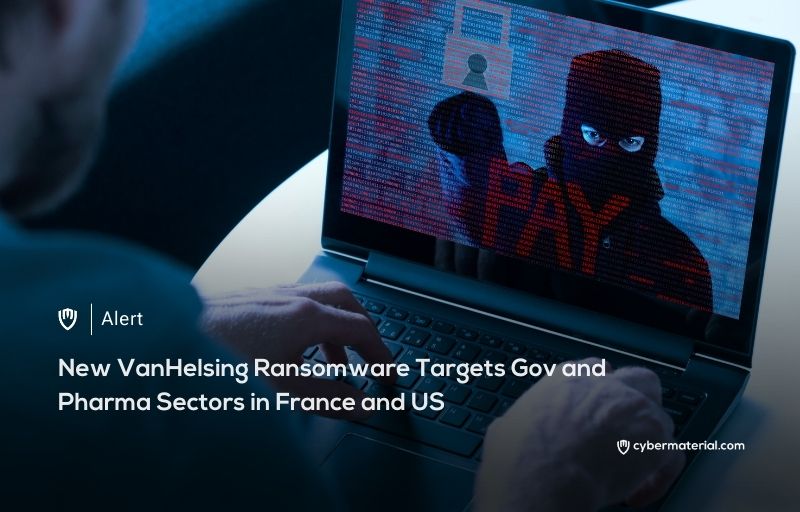 PAY
Alert
New VanHelsing Ransomware Targets Gov and
Pharma Sectors in France and US
cybermaterial.com